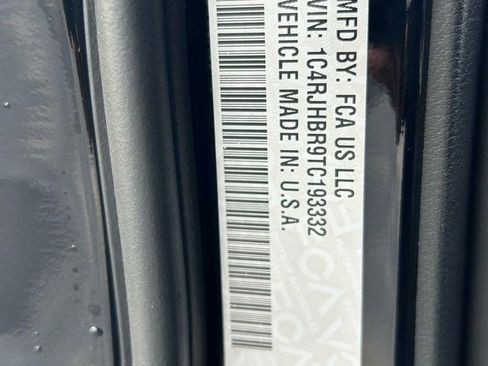 MFD BY: FCA US LLC
VIN: 1C4RJHBR9TC193332
VEHICLE MADE IN: U.S.A.